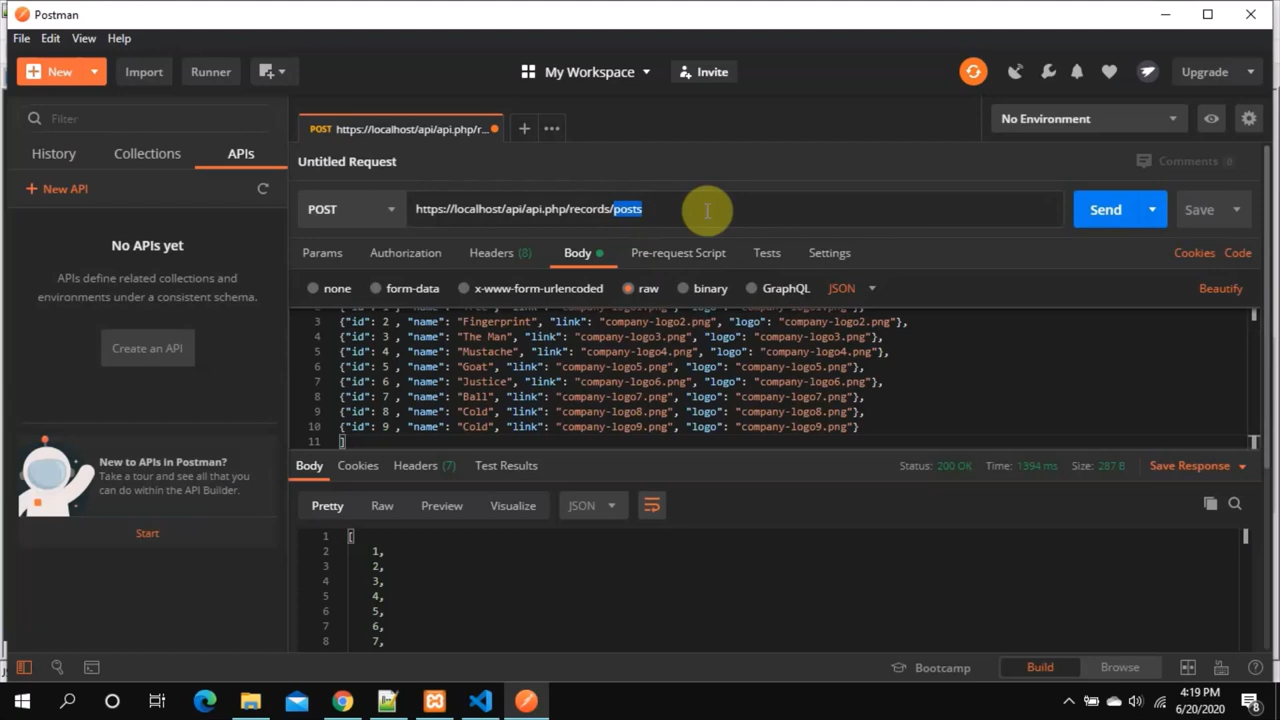 Postman
File Edit View Help
New Import Runner My Workspace Invite Upgrade
Filter
POST https://localhost/api/api.php/r... No Environment
History Collections APIs
Untitled Request Comments 0
+ New API
POST https://localhost/api/api.php/records/posts Send Save
No APIs yet
APIs define related collections and
environments under a consistent schema.
Create an API
Params Authorization Headers (8) Body Pre-request Script Tests Settings Cookies Code
none form-data x-www-form-urlencoded raw binary GraphQL JSON Beautify
3 {"id": 2 , "name": "Fingerprint", "link": "company-logo2.png", "logo": "company-logo2.png"},
4 {"id": 3 , "name": "The Man", "link": "company-logo3.png", "logo": "company-logo3.png"},
5 {"id": 4 , "name": "Mustache", "link": "company-logo4.png", "logo": "company-logo4.png"},
6 {"id": 5 , "name": "Goat", "link": "company-logo5.png", "logo": "company-logo5.png"},
7 {"id": 6 , "name": "Justice", "link": "company-logo6.png", "logo": "company-logo6.png"},
8 {"id": 7 , "name": "Ball", "link": "company-logo7.png", "logo": "company-logo7.png"},
9 {"id": 8 , "name": "Cold", "link": "company-logo8.png", "logo": "company-logo8.png"},
10 {"id": 9 , "name": "Cold", "link": "company-logo9.png", "logo": "company-logo9.png"}
11 ]
New to APIs in Postman?
Take a tour and see all that you
can do within the API Builder.
Start
Body Cookies Headers (7) Test Results Status: 200 OK Time: 1394 ms Size: 287 B Save Response
Pretty Raw Preview Visualize JSON
1 [
2 1,
3 2,
4 3,
5 4,
6 5,
7 6,
8 7,
Bootcamp Build Browse
4:19 PM
6/20/2020
8